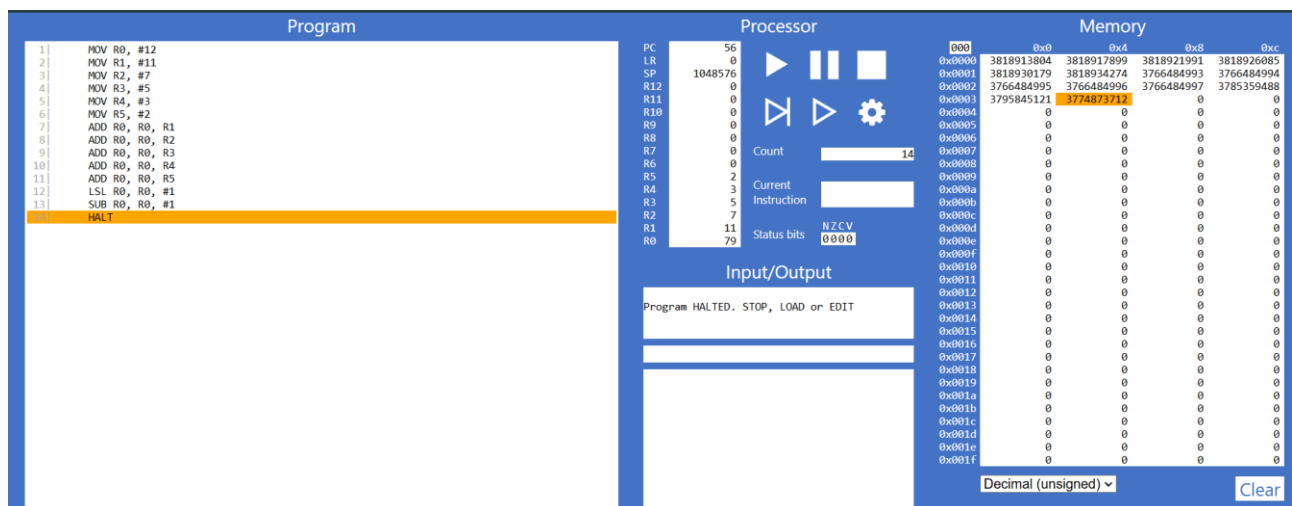 Program
1| MOV R0, #12
2| MOV R1, #11
3| MOV R2, #7
4| MOV R3, #5
5| MOV R4, #3
6| MOV R5, #2
7| ADD R0, R0, R1
8| ADD R0, R0, R2
9| ADD R0, R0, R3
10| ADD R0, R0, R4
11| ADD R0, R0, R5
12| LSL R0, R0, #1
13| SUB R0, R0, #1
14| HALT
Processor
PC 56
LR 0
SP 1048576
R12 0
R11 0
R10 0
R9 0
R8 0
R7 0
R6 0
R5 2
R4 3
R3 5
R2 7
R1 11
R0 79
Count 14
Current
Instruction
NZCV
Status bits 0000
Input/Output
Program HALTED. STOP, LOAD or EDIT
Memory
000 0x0 0x4 0x8 0xc
0x0000 3818913804 3818917899 3818921991 3818926085
0x0001 3818930179 3818934274 3766484993 3766484994
0x0002 3766484995 3766484996 3766484997 3785359488
0x0003 3795845121 3774873712 0 0
0x0004 0 0 0 0
0x0005 0 0 0 0
0x0006 0 0 0 0
0x0007 0 0 0 0
0x0008 0 0 0 0
0x0009 0 0 0 0
0x000a 0 0 0 0
0x000b 0 0 0 0
0x000c 0 0 0 0
0x000d 0 0 0 0
0x000e 0 0 0 0
0x000f 0 0 0 0
0x0010 0 0 0 0
0x0011 0 0 0 0
0x0012 0 0 0 0
0x0013 0 0 0 0
0x0014 0 0 0 0
0x0015 0 0 0 0
0x0016 0 0 0 0
0x0017 0 0 0 0
0x0018 0 0 0 0
0x0019 0 0 0 0
0x001a 0 0 0 0
0x001b 0 0 0 0
0x001c 0 0 0 0
0x001d 0 0 0 0
0x001e 0 0 0 0
0x001f 0 0 0 0
Decimal (unsigned)
Clear